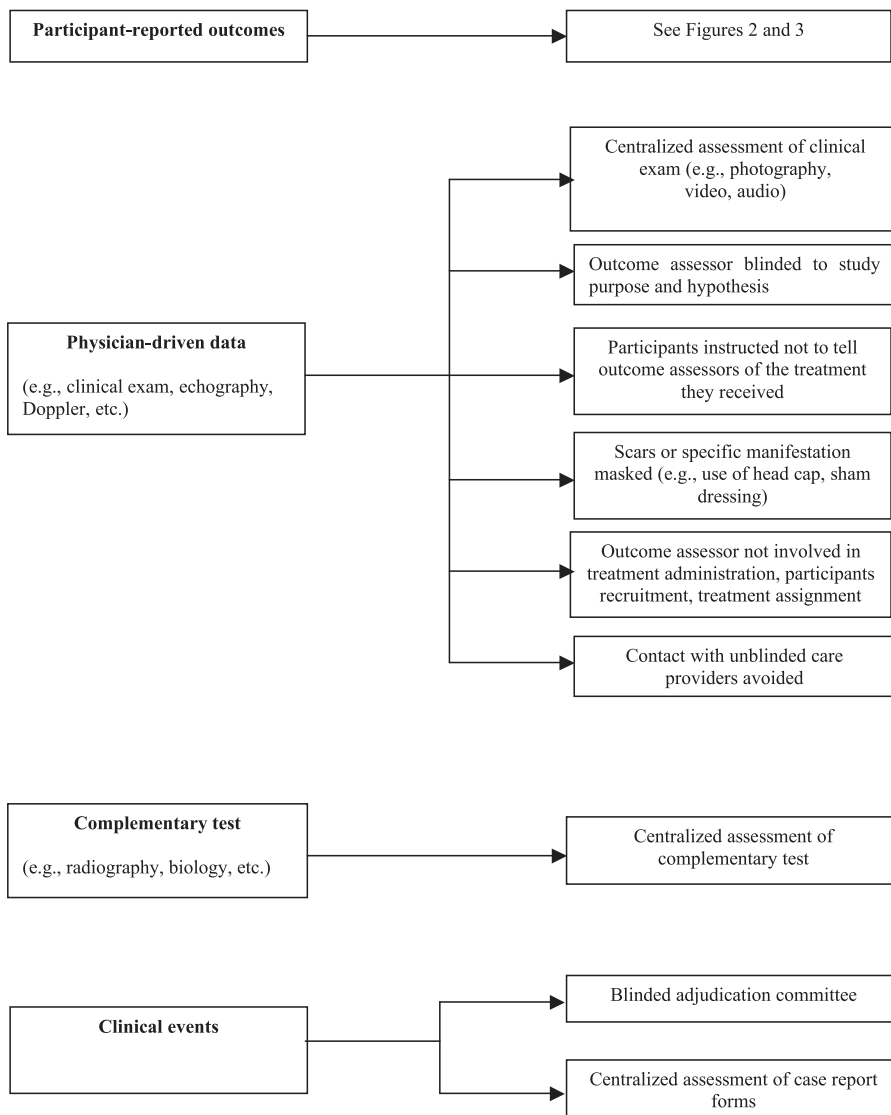 Participant-reported outcomes
See Figures 2 and 3
Centralized assessment of clinical
exam (e.g., photography,
video, audio)
Outcome assessor blinded to study
purpose and hypothesis
Physician-driven data
(e.g., clinical exam, echography,
Doppler, etc.)
Participants instructed not to tell
outcome assessors of the treatment
they received
Scars or specific manifestation
masked (e.g., use of head cap, sham
dressing)
Outcome assessor not involved in
treatment administration, participants
recruitment, treatment assignment
Contact with unblinded care
providers avoided
Complementary test
(e.g., radiography, biology, etc.)
Centralized assessment of
complementary test
Clinical events
Blinded adjudication committee
Centralized assessment of case report
forms